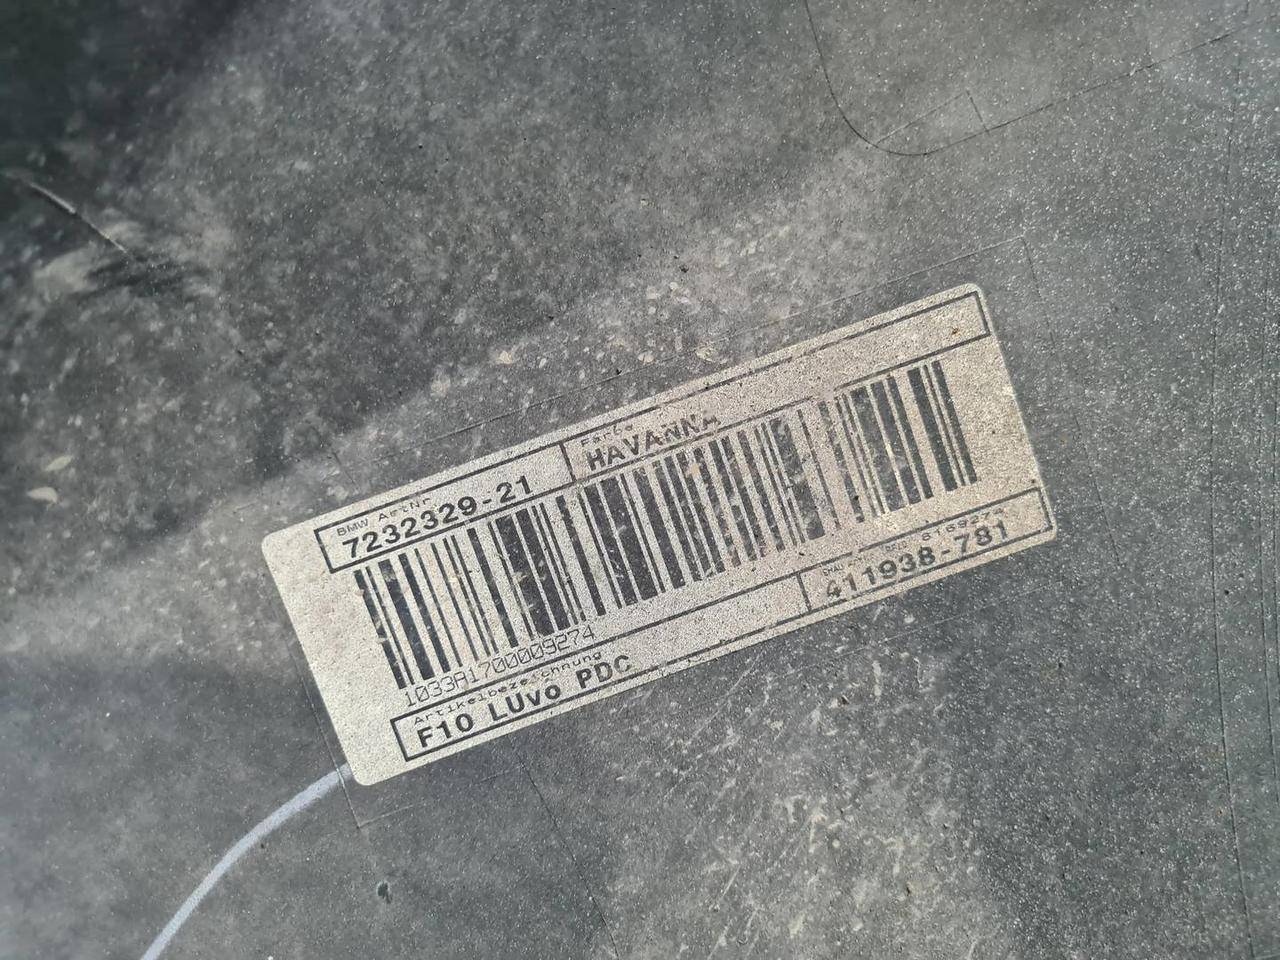 BMW ArtNr
7232329-21
Farbe
HAVANNA
1033A1700009274
Artikelbezeichnung
F10 LUvo PDC
411938-781